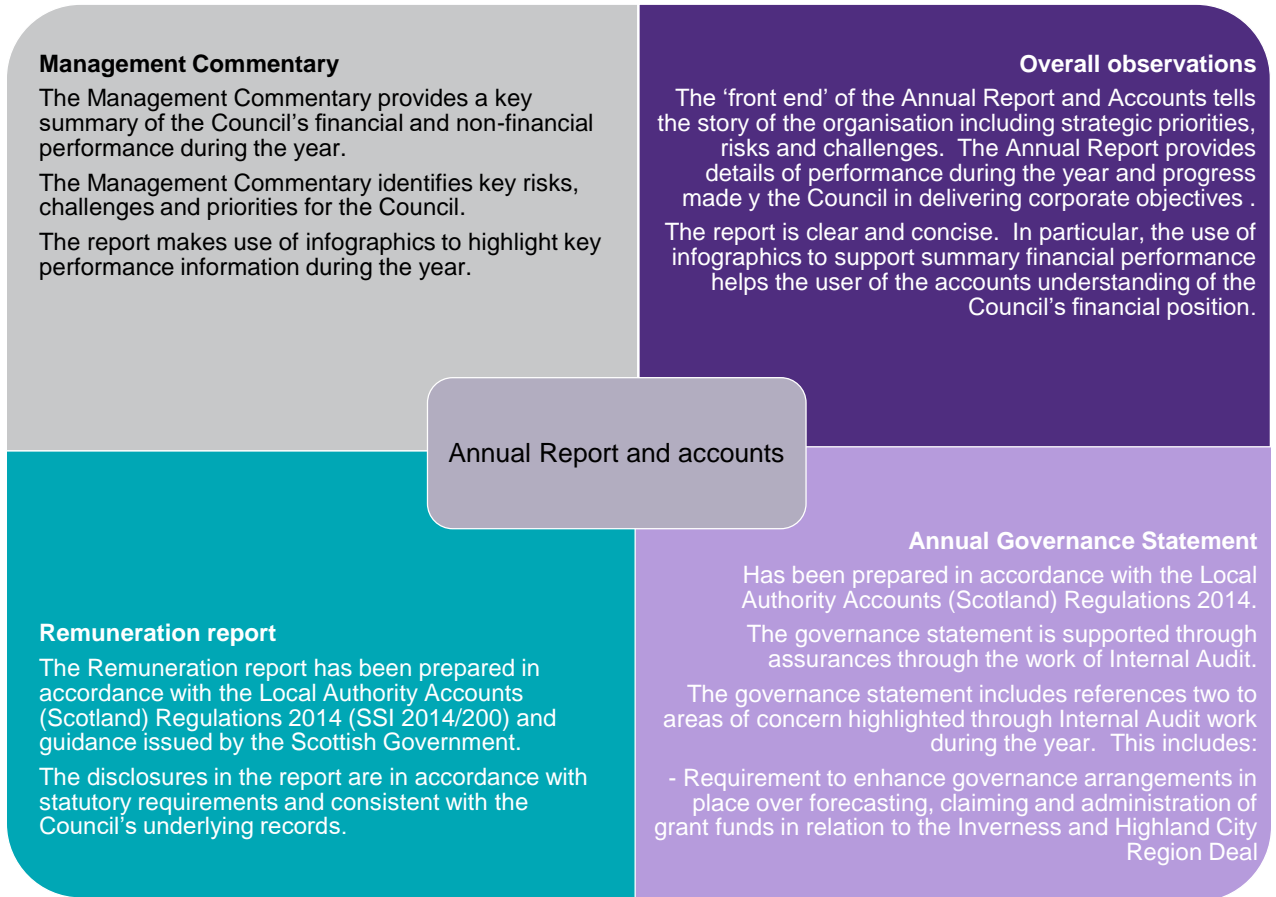 Management Commentary
The Management Commentary provides a key
summary of the Council's financial and non-financial
performance during the year.
The Management Commentary identifies key risks,
challenges and priorities for the Council.
The report makes use of infographics to highlight key
performance information during the year.
Overall observations
The 'front end' of the Annual Report and Accounts tells
the story of the organisation including strategic priorities,
risks and challenges. The Annual Report provides
details of performance during the year and progress
made y the Council in delivering corporate objectives .
The report is clear and concise. In particular, the use of
infographics to support summary financial performance
helps the user of the accounts understanding of the
Council's financial position.
Annual Report and accounts
Remuneration report
The Remuneration report has been prepared in
accordance with the Local Authority Accounts
(Scotland) Regulations 2014 (SSI 2014/200) and
guidance issued by the Scottish Government.
The disclosures in the report are in accordance with
statutory requirements and consistent with the
Council's underlying records.
Annual Governance Statement
Has been prepared in accordance with the Local
Authority Accounts (Scotland) Regulations 2014.
The governance statement is supported through
assurances through the work of Internal Audit.
The governance statement includes references two to
areas of concern highlighted through Internal Audit work
during the year. This includes:
- Requirement to enhance governance arrangements in
place over forecasting, claiming and administration of
grant funds in relation to the Inverness and Highland City
Region Deal